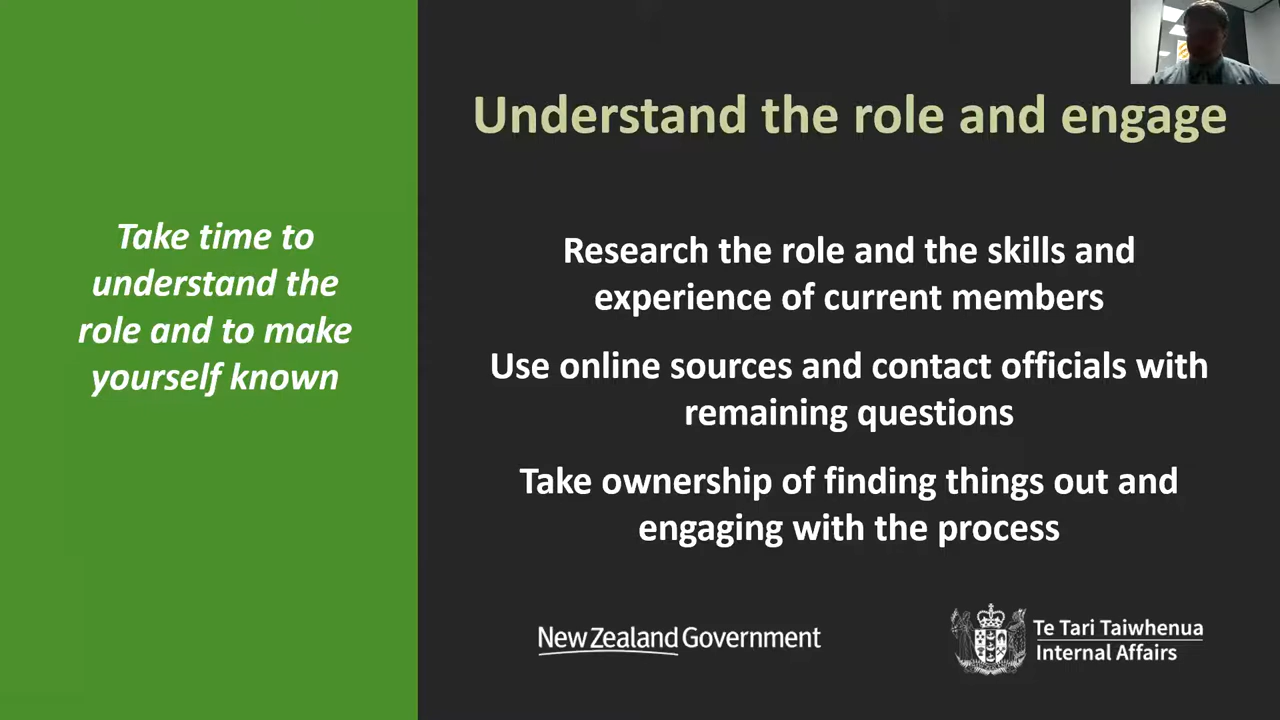 Understand the role and engage
Take time to
understand the
role and to make
yourself known
Research the role and the skills and
experience of current members
Use online sources and contact officials with
remaining questions
Take ownership of finding things out and
engaging with the process
New Zealand Government
Te Tari Taiwhenua
Internal Affairs